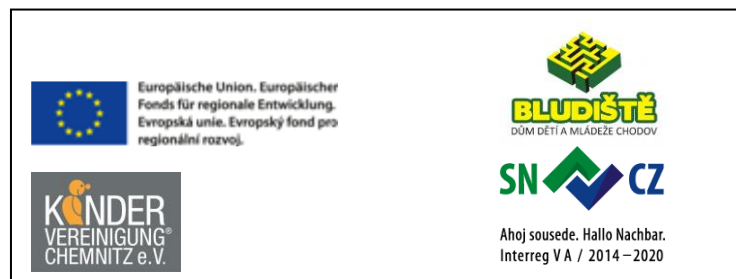 Europäische Union. Europäischer
Fonds für regionale Entwicklung.
Evropská unie. Evropský fond pro
regionální rozvoj.
BLUDIŠTĚ
DŮM DĚTÍ A MLÁDEŽE CHODOV
KINDER
VEREINIGUNG®
CHEMNITZ e.V.
SN CZ
Ahoj sousede. Hallo Nachbar.
Interreg V A / 2014 – 2020